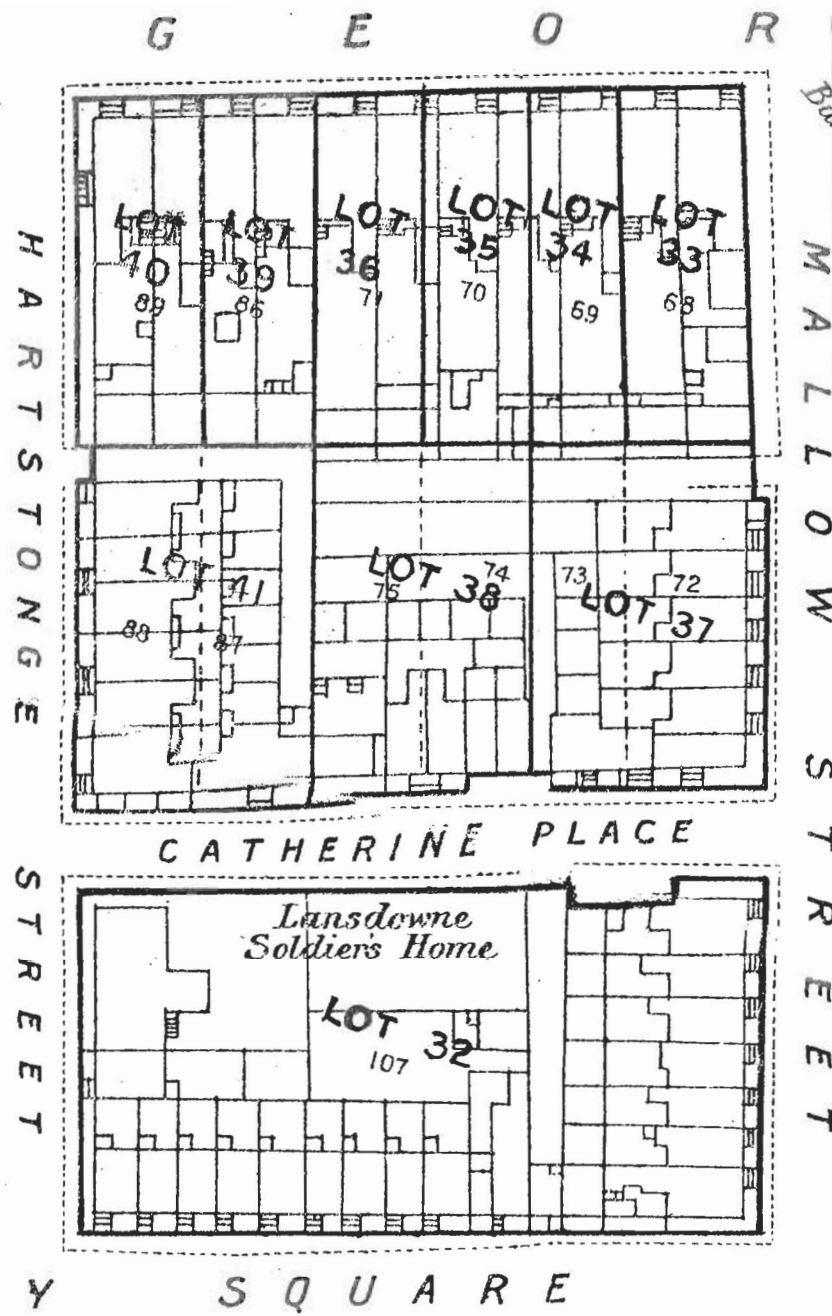 G E O R
HARTSTONGE STREET
MALLOW STREET
LOT 40
89
LOT 39
86
LOT 36
71
LOT 35
70
LOT 34
69
LOT 33
68
LOT 41
88 87
LOT 38
75 74
LOT 37
73 72
CATHERINE PLACE
Lansdowne
Soldier's Home
LOT 32
107
Y SQUARE